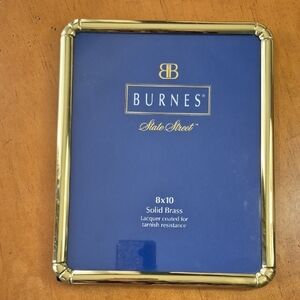 BB
BURNES®
State Street™
8x10
Solid Brass
Lacquer coated for
tarnish resistance